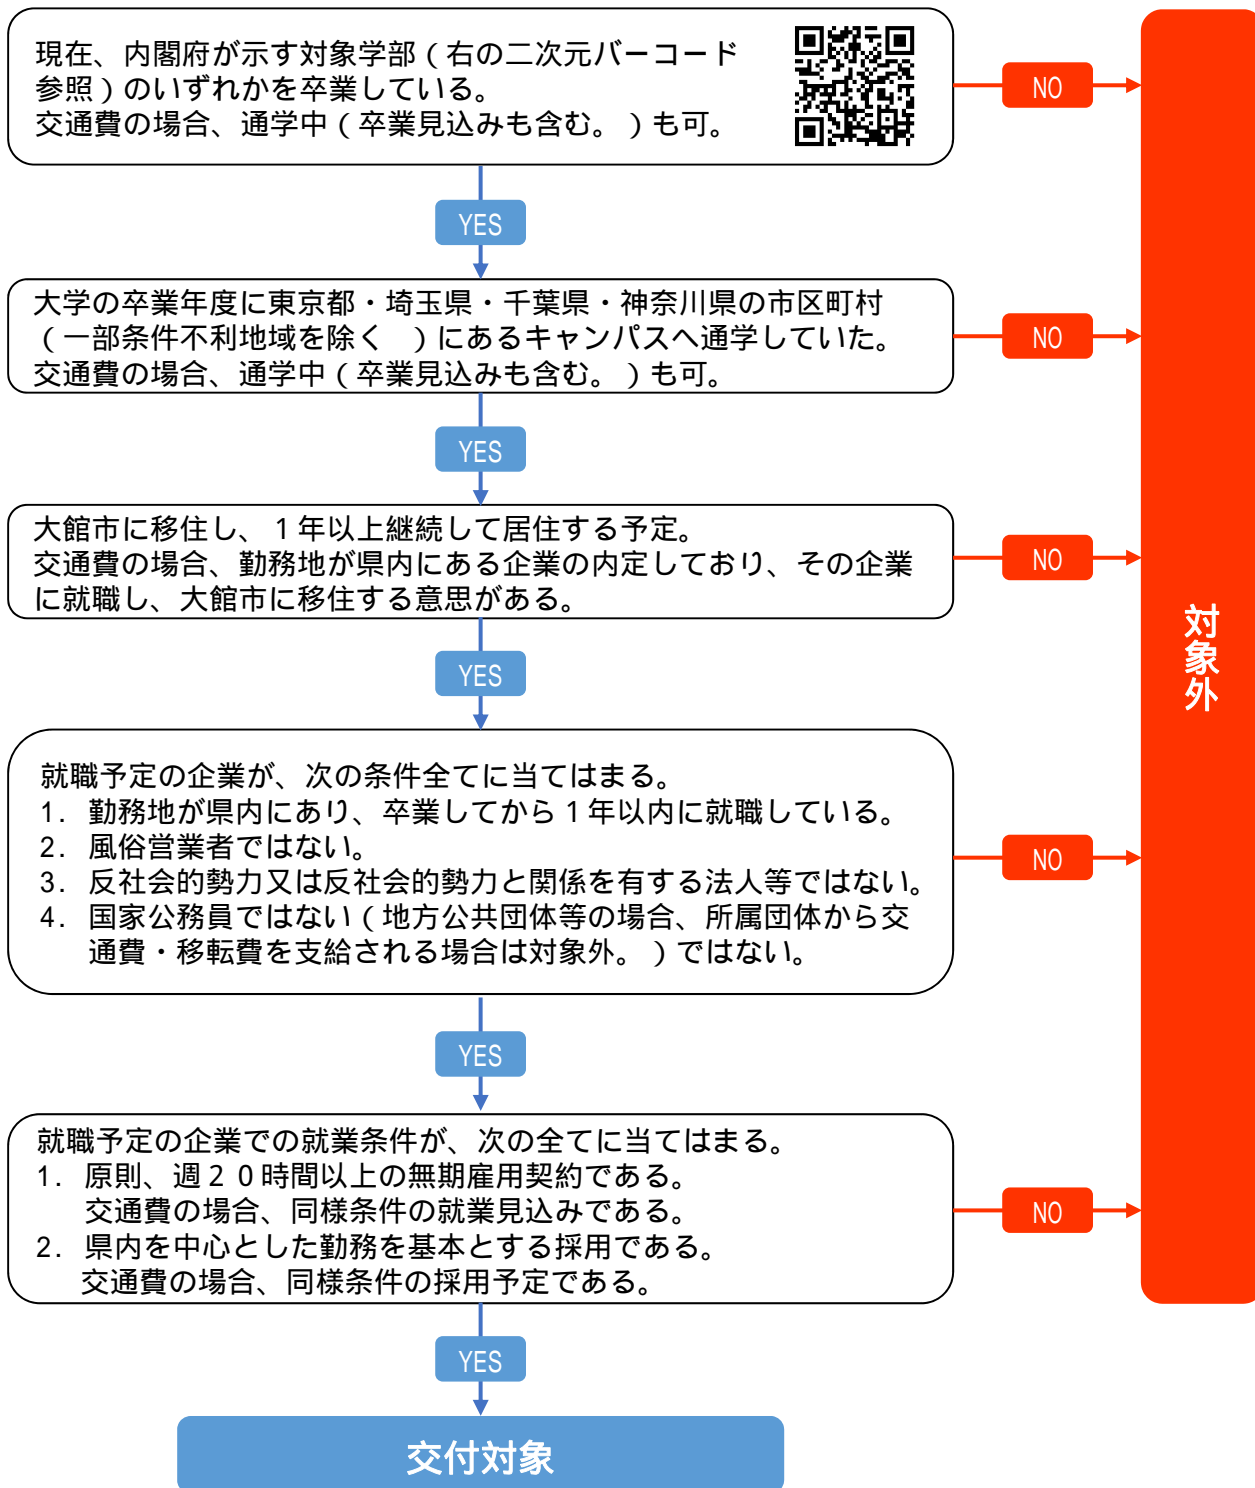 現在、内閣府が示す対象学部（右の二次元バーコード
参照）のいずれかを卒業している。
交通費の場合、通学中（卒業見込みも含む。）も可。
NO
YES
大学の卒業年度に東京都・埼玉県・千葉県・神奈川県の市区町村
（一部条件不利地域を除く　）にあるキャンパスへ通学していた。
交通費の場合、通学中（卒業見込みも含む。）も可。
NO
YES
大館市に移住し、１年以上継続して居住する予定。
交通費の場合、勤務地が県内にある企業の内定しており、その企業
に就職し、大館市に移住する意思がある。
NO
YES
対象外
就職予定の企業が、次の条件全てに当てはまる。
1. 勤務地が県内にあり、卒業してから１年以内に就職している。
2. 風俗営業者ではない。
3. 反社会的勢力又は反社会的勢力と関係を有する法人等ではない。
4. 国家公務員ではない（地方公共団体等の場合、所属団体から交
通費・移転費を支給される場合は対象外。）ではない。
NO
YES
就職予定の企業での就業条件が、次の全てに当てはまる。
1. 原則、週２０時間以上の無期雇用契約である。
交通費の場合、同様条件の就業見込みである。
2. 県内を中心とした勤務を基本とする採用である。
交通費の場合、同様条件の採用予定である。
NO
YES
交付対象